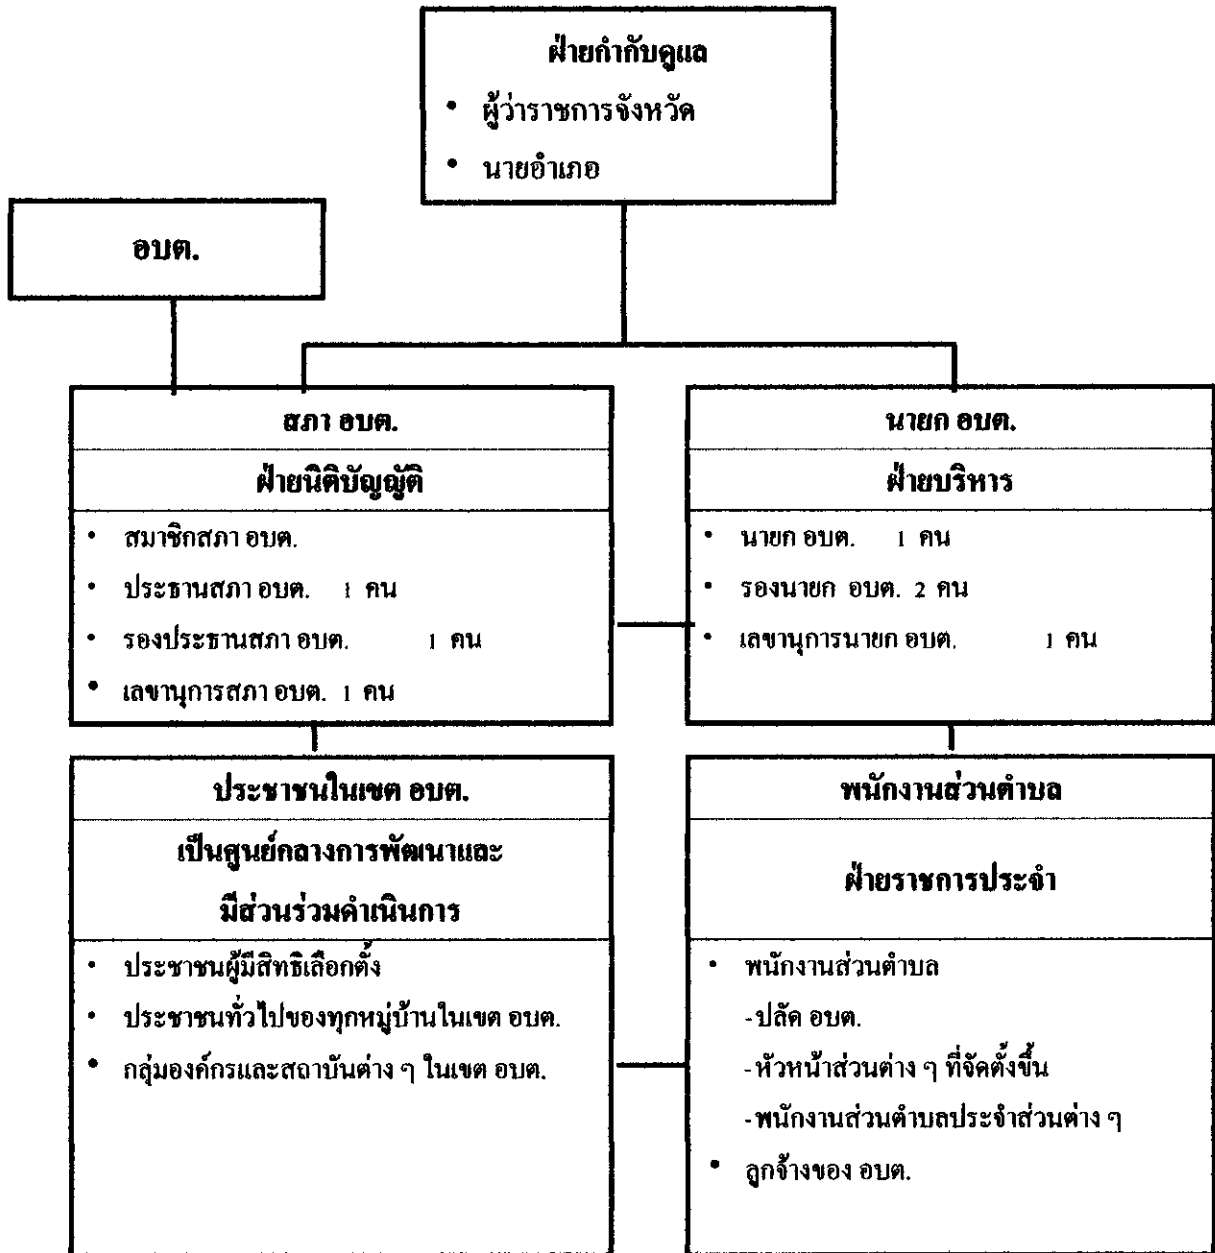 ฝ่ายกำกับดูแล
• ผู้ว่าราชการจังหวัด
• นายอำเภอ
อบต.
สภา อบต.
ฝ่ายนิติบัญญัติ
• สมาชิกสภา อบต.
• ประธานสภา อบต. 1 คน
• รองประธานสภา อบต. 1 คน
• เลขานุการสภา อบต. 1 คน
นายก อบต.
ฝ่ายบริหาร
• นายก อบต. 1 คน
• รองนายก อบต. 2 คน
• เลขานุการนายก อบต. 1 คน
ประชาชนในเขต อบต.
เป็นศูนย์กลางการพัฒนาและ
มีส่วนร่วมดำเนินการ
• ประชาชนผู้มีสิทธิเลือกตั้ง
• ประชาชนทั่วไปของทุกหมู่บ้านในเขต อบต.
• กลุ่มองค์กรและสถาบันต่าง ๆ ในเขต อบต.
พนักงานส่วนตำบล
ฝ่ายราชการประจำ
• พนักงานส่วนตำบล
-ปลัด อบต.
-หัวหน้าส่วนต่าง ๆ ที่จัดตั้งขึ้น
-พนักงานส่วนตำบลประจำส่วนต่าง ๆ
• ลูกจ้างของ อบต.